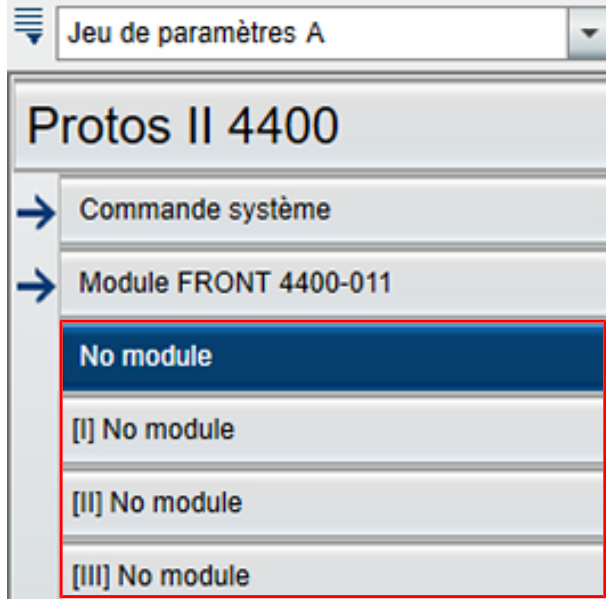 Jeu de paramètres A
Protos II 4400
Commande système
Module FRONT 4400-011
No module
[I] No module
[II] No module
[III] No module